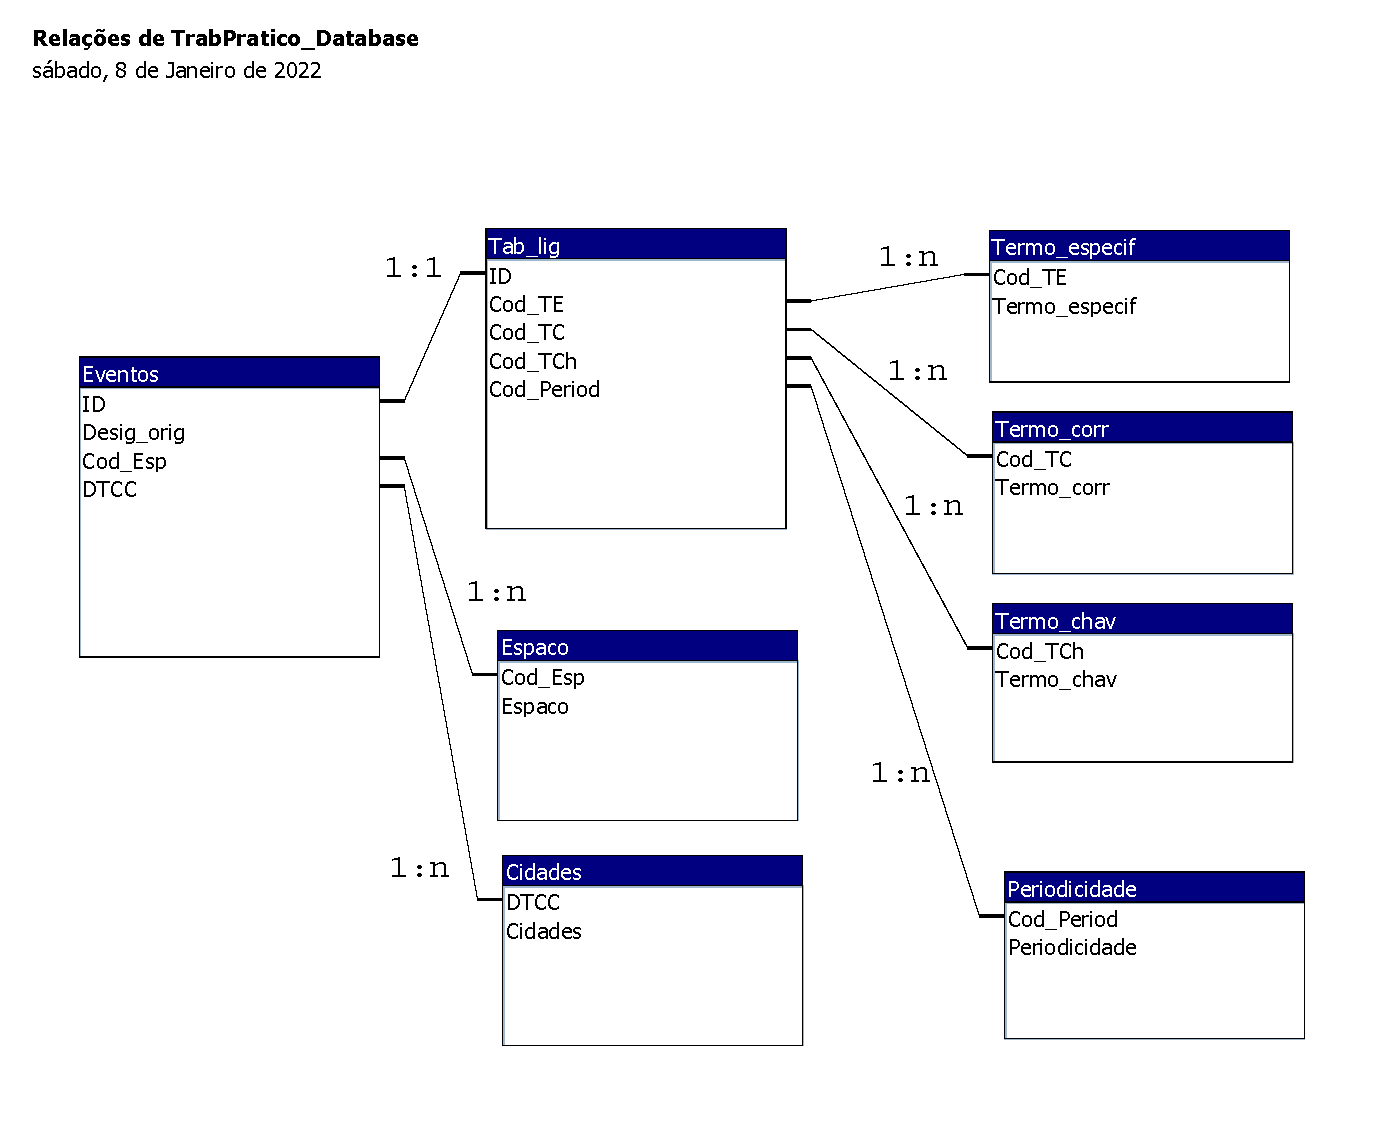 Relações de TrabPratico_Database
sábado, 8 de Janeiro de 2022
Eventos
ID
Desig_orig
Cod_Esp
DTCC
1:1
Tab_lig
ID
Cod_TE
Cod_TC
Cod_TCh
Cod_Period
1:n
Termo_especif
Cod_TE
Termo_especif
1:n
Termo_corr
Cod_TC
Termo_corr
1:n
Termo_chav
Cod_TCh
Termo_chav
1:n
Espaco
Cod_Esp
Espaco
1:n
Periodicidade
Cod_Period
Periodicidade
1:n
Cidades
DTCC
Cidades